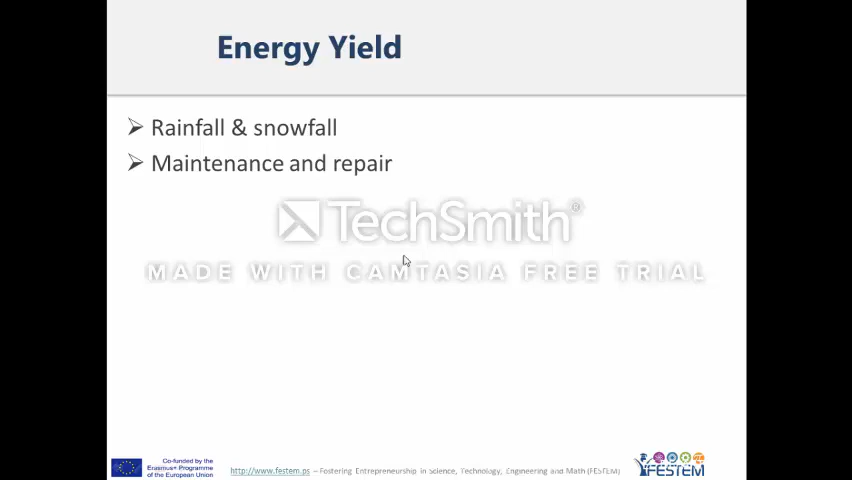 Energy Yield
Rainfall & snowfall
Maintenance and repair
TechSmith®
MADE WITH CAMTASIA FREE TRIAL
Co-funded by the
Erasmus+ Programme
of the European Union
http://www.festem.ps – Fostering Entrepreneurship in Science, Technology, Engineering and Math (FESTEM)
FESTEM